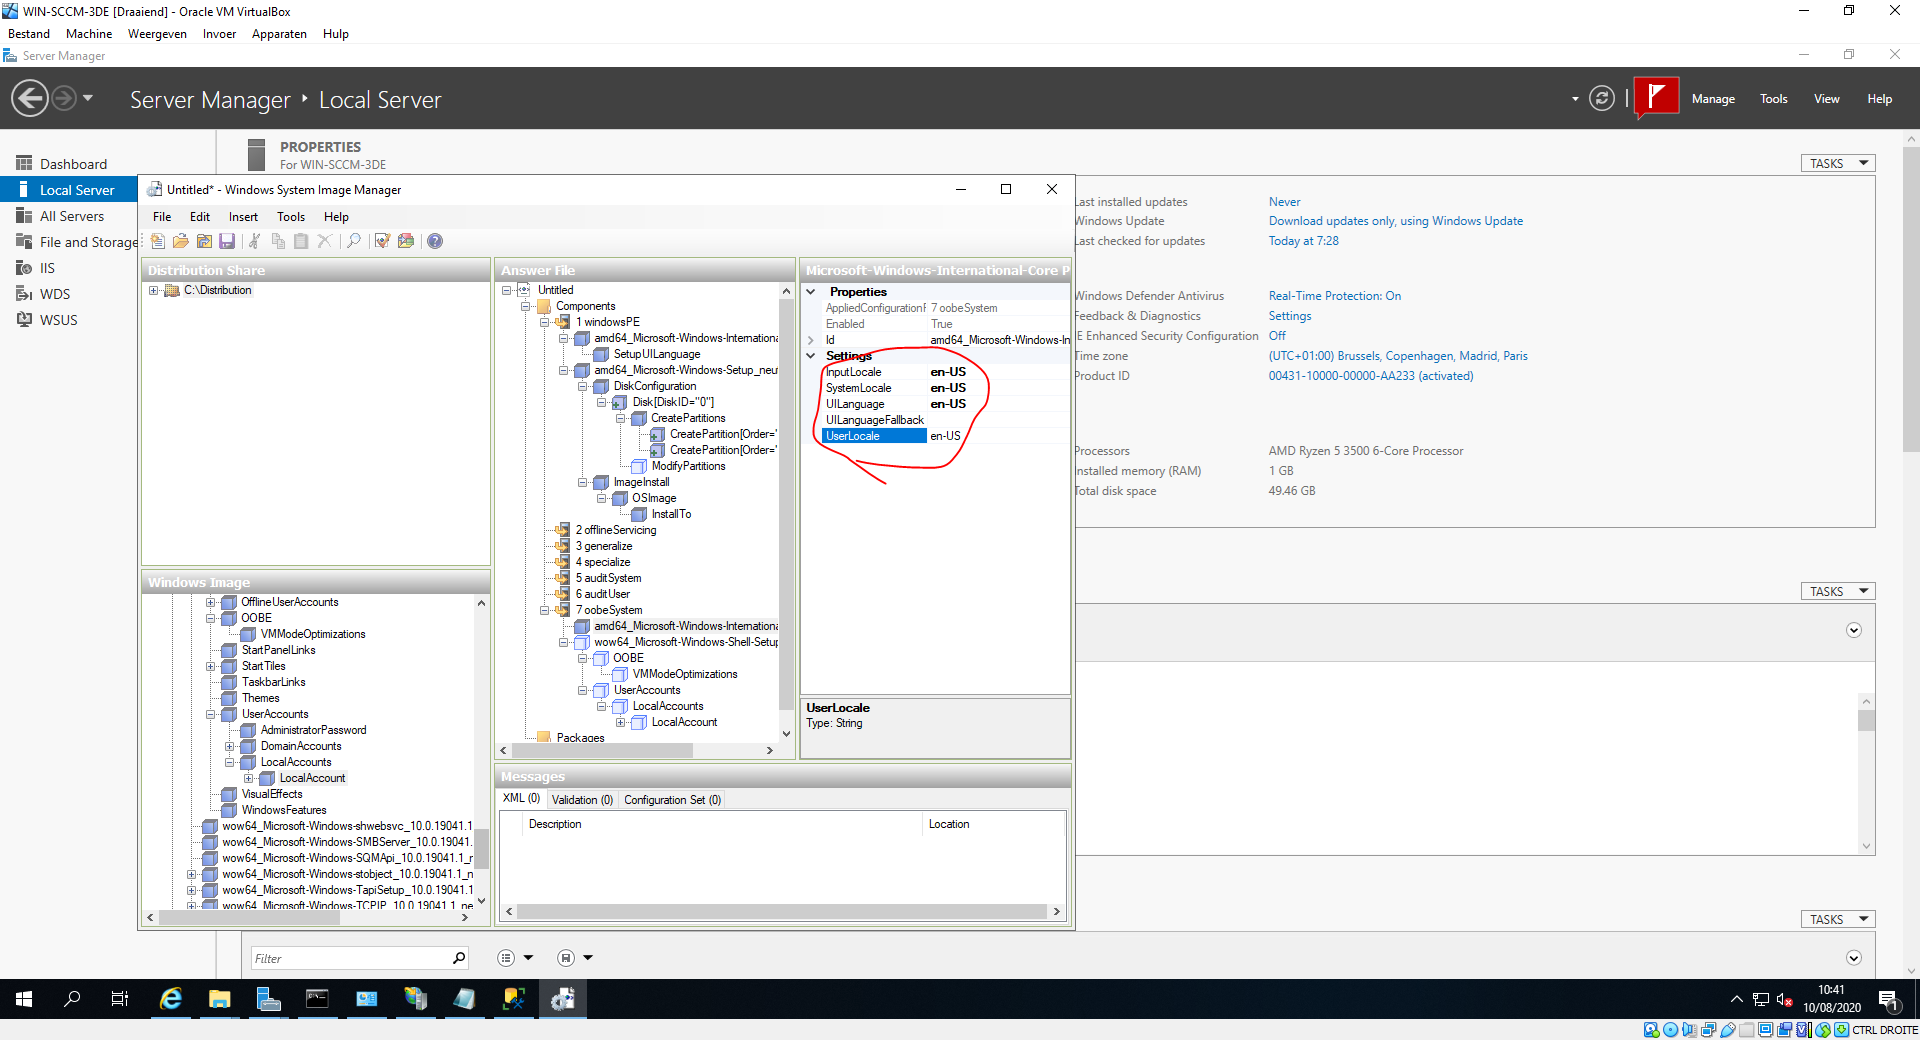 WIN-SCCM-3DE [Draaiend] - Oracle VM VirtualBox
Bestand Machine Weergeven Invoer Apparaten Hulp
Server Manager
Server Manager ‣ Local Server
Manage Tools View Help
Dashboard
Local Server
All Servers
File and Storage
IIS
WDS
WSUS
PROPERTIES
For WIN-SCCM-3DE
TASKS
Untitled* - Windows System Image Manager
File Edit Insert Tools Help
Distribution Share
C:\Distribution
Windows Image
OfflineUserAccounts
OOBE
VMModeOptimizations
StartPanelLinks
StartTiles
TaskbarLinks
Themes
UserAccounts
AdministratorPassword
DomainAccounts
LocalAccounts
LocalAccount
VisualEffects
WindowsFeatures
wow64_Microsoft-Windows-shwebsvc_10.0.19041.1
wow64_Microsoft-Windows-SMBServer_10.0.19041.
wow64_Microsoft-Windows-SQMApi_10.0.19041.1_n
wow64_Microsoft-Windows-stobject_10.0.19041.1_n
wow64_Microsoft-Windows-TapiSetup_10.0.19041.1
wow64_Microsoft-Windows-TCPIP_10.0.19041.1_ne
Answer File
Untitled
Components
1 windowsPE
amd64_Microsoft-Windows-Internationa
SetupUILanguage
amd64_Microsoft-Windows-Setup_neu
DiskConfiguration
Disk[DiskID="0"]
CreatePartitions
CreatePartition[Order="
CreatePartition[Order="
ModifyPartitions
ImageInstall
OSImage
InstallTo
2 offlineServicing
3 generalize
4 specialize
5 auditSystem
6 auditUser
7 oobeSystem
amd64_Microsoft-Windows-Internationa
wow64_Microsoft-Windows-Shell-Setup
OOBE
VMModeOptimizations
UserAccounts
LocalAccounts
LocalAccount
Packages
Microsoft-Windows-International-Core P
Properties
AppliedConfigurationF 7 oobeSystem
Enabled True
Id amd64_Microsoft-Windows-In
Settings
InputLocale en-US
SystemLocale en-US
UILanguage en-US
UILanguageFallback
UserLocale en-US
UserLocale
Type: String
Messages
XML (0) Validation (0) Configuration Set (0)
Description Location
Last installed updates Never
Windows Update Download updates only, using Windows Update
Last checked for updates Today at 7:28
Windows Defender Antivirus Real-Time Protection: On
Feedback & Diagnostics Settings
IE Enhanced Security Configuration Off
Time zone (UTC+01:00) Brussels, Copenhagen, Madrid, Paris
Product ID 00431-10000-00000-AA233 (activated)
Processors AMD Ryzen 5 3500 6-Core Processor
Installed memory (RAM) 1 GB
Total disk space 49.46 GB
TASKS
TASKS
Filter
10:41
10/08/2020
1
CTRL DROITE